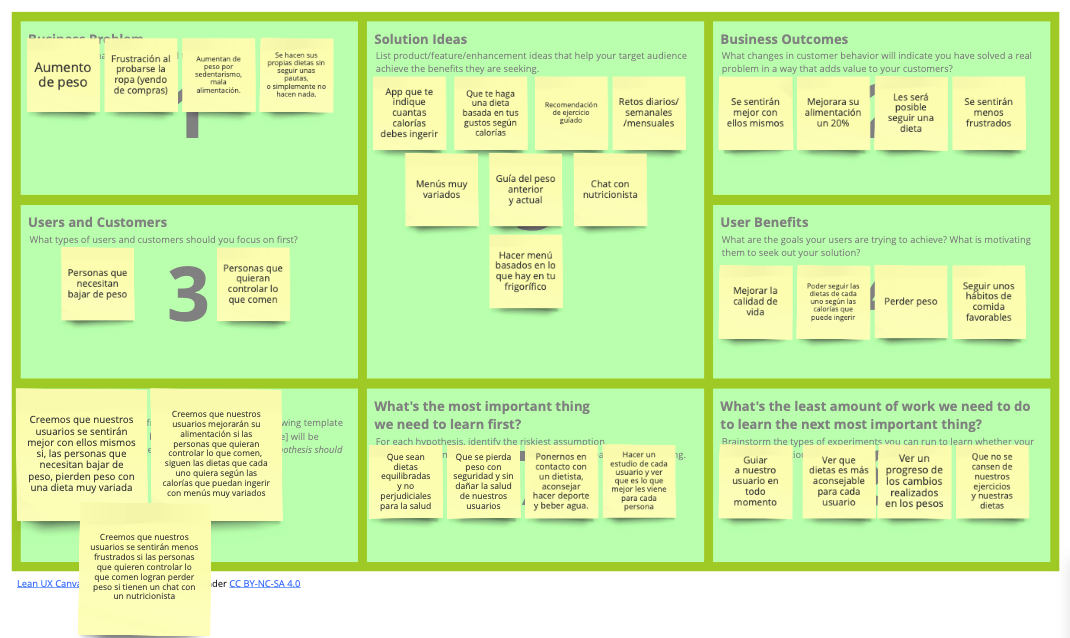 Business Problem
Aumento
de peso
Frustración al
probarse la
ropa (yendo
de compras)
Aumentan de
peso por
sedentarismo,
mala
alimentación.
Se hacen sus
propias dietas sin
seguir unas
pautas,
o simplemente no
hacen nada,
Solution Ideas
List product/feature/enhancement ideas that help your target audience
achieve the benefits they are seeking.
App que te
indique
cuantas
calorías
debes ingerir
Que te haga
una dieta
basada en tus
gustos según
calorías
Recomendación
de ejercicio
guiado
Retos diarios/
semanales
/mensuales
Menús muy
variados
Guía del peso
anterior
y actual
Chat con
nutricionista
Hacer menú
basados en lo
que hay en tu
frigorífico
Business Outcomes
What changes in customer behavior will indicate you have solved a real
problem in a way that adds value to your customers?
Se sentirán
mejor con
ellos mismos
Mejorara su
alimentación
un 20%
Les será
posible
seguir una
dieta
Se sentirán
menos
frustrados
Users and Customers
What types of users and customers should you focus on first?
Personas que
necesitan
bajar de peso
3
Personas que
quieran
controlar lo
que comen
User Benefits
What are the goals your users are trying to achieve? What is motivating
them to seek out your solution?
Mejorar la
calidad de
vida
Poder seguir las
dietas de cada
uno según las
calorías que
puede ingerir
Perder peso
Seguir unos
hábitos de
comida
favorables
Creemos que nuestros
usuarios se sentirán
mejor con ellos mismos
si, las personas que
necesitan bajar de
peso, pierden peso con
una dieta muy variada
Creemos que nuestros
usuarios mejorarán su
alimentación si las
personas que quieran
controlar lo que comen,
siguen las dietas que cada
uno quiera según las
calorías que puedan ingerir
con menús muy variados
wing template
e] will be
othesis should
Creemos que nuestros
usuarios se sentirán menos
frustrados si las personas
que quieren controlar lo
que comen logran perder
peso si tienen un chat con
un nutricionista
What's the most important thing
we need to learn first?
For each hypothesis, identify the riskiest assumption
Que sean
dietas
equilibradas
y no
perjudiciales
para la salud
Que se pierda
peso con
seguridad y sin
dañar la salud
de nuestros
usuarios
Ponernos en
contacto con
un dietista,
aconsejar
hacer deporte
y beber agua.
Hacer un
estudio de cada
usuario y ver
que es lo que
mejor les viene
para cada
persona
What's the least amount of work we need to do
to learn the next most important thing?
Brainstorm the types of experiments you can run to learn whether your
Guiar
a nuestro
usuario en
todo
momento
Ver que
dietas es más
aconsejable
para cada
usuario
Ver un
progreso de
los cambios
realizados
en los pesos
Que no se
cansen de
nuestros
ejercicios
y nuestras
dietas
Lean UX Canva
der CC BY-NC-SA 4.0